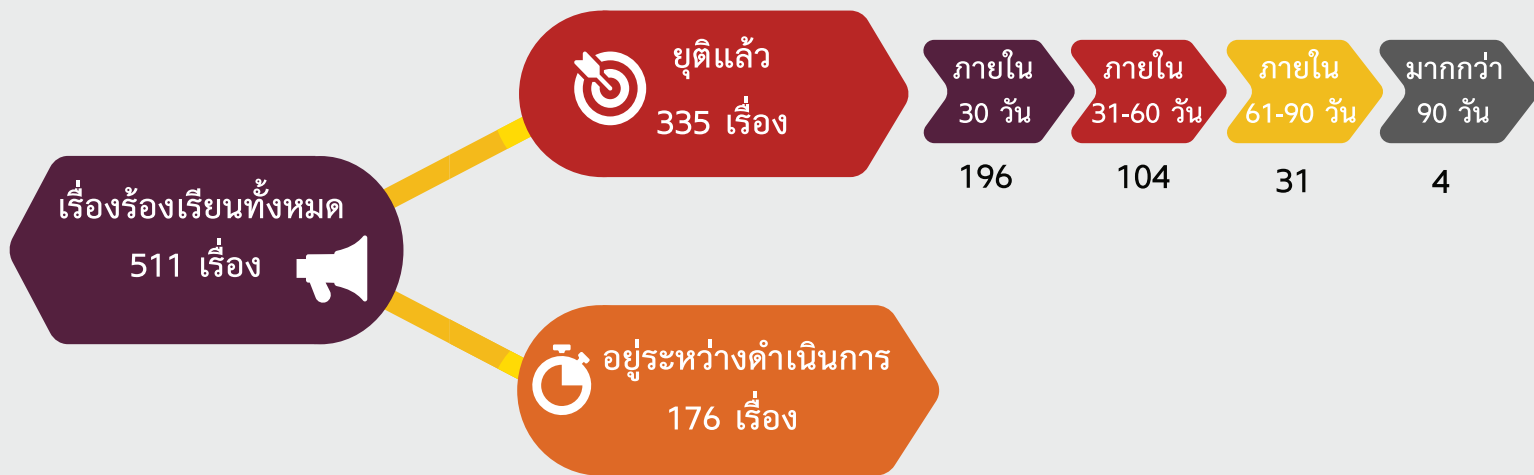 เรื่องร้องเรียนทั้งหมด
511 เรื่อง
ยุติแล้ว
335 เรื่อง
ภายใน
30 วัน
196
ภายใน
31-60 วัน
104
ภายใน
61-90 วัน
31
มากกว่า
90 วัน
4
อยู่ระหว่างดำเนินการ
176 เรื่อง